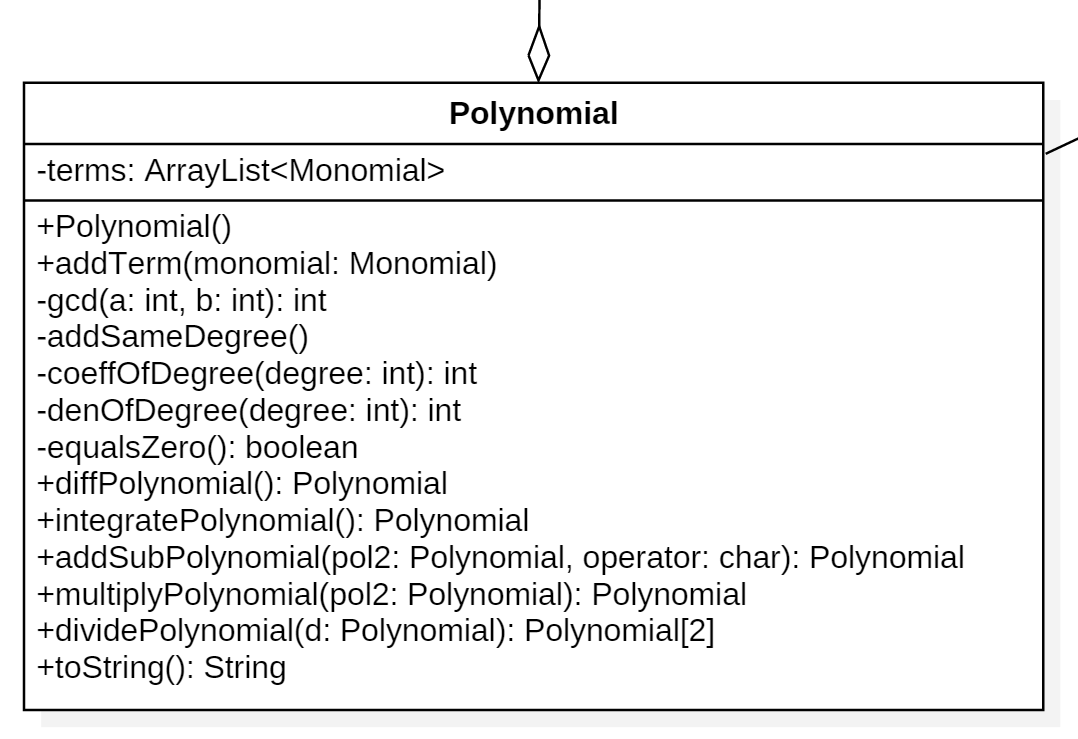 Polynomial
-terms: ArrayList<Monomial>
+Polynomial()
+addTerm(monomial: Monomial)
-gcd(a: int, b: int): int
-addSameDegree()
-coeffOfDegree(degree: int): int
-denOfDegree(degree: int): int
-equalsZero(): boolean
+diffPolynomial(): Polynomial
+integratePolynomial(): Polynomial
+addSubPolynomial(pol2: Polynomial, operator: char): Polynomial
+multiplyPolynomial(pol2: Polynomial): Polynomial
+dividePolynomial(d: Polynomial): Polynomial[2]
+toString(): String